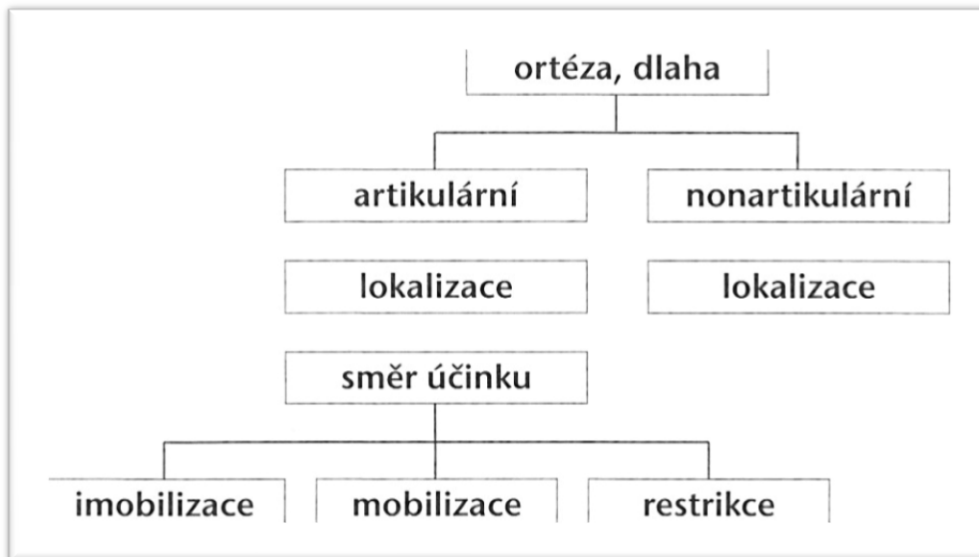 ortéza, dlaha
artikulární
nonartikulární
lokalizace
lokalizace
směr účinku
imobilizace
mobilizace
restrikce